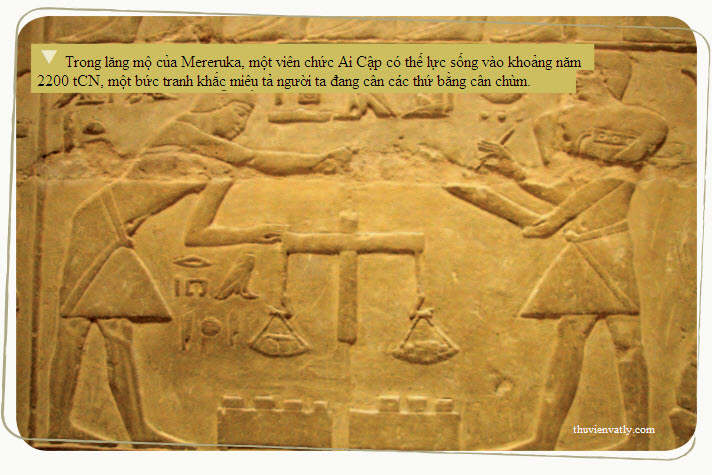 Trong lăng mộ của Mereruka, một viên chức Ai Cập có thế lực sống vào khoảng năm
2200 tCN, một bức tranh khắc miêu tả người ta đang cân các thứ bằng cân chùm.
thuvienvatly.com